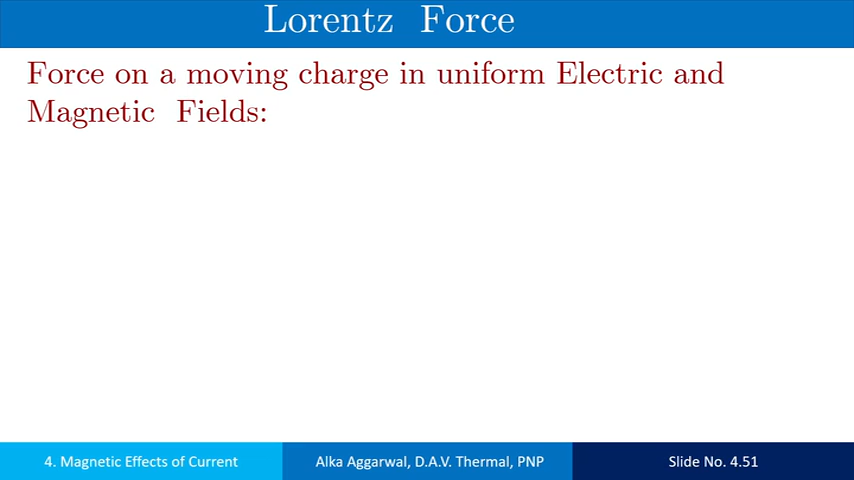 Lorentz Force
Force on a moving charge in uniform Electric and
Magnetic Fields:
4. Magnetic Effects of Current
Alka Aggarwal, D.A.V. Thermal, PNP
Slide No. 4.51